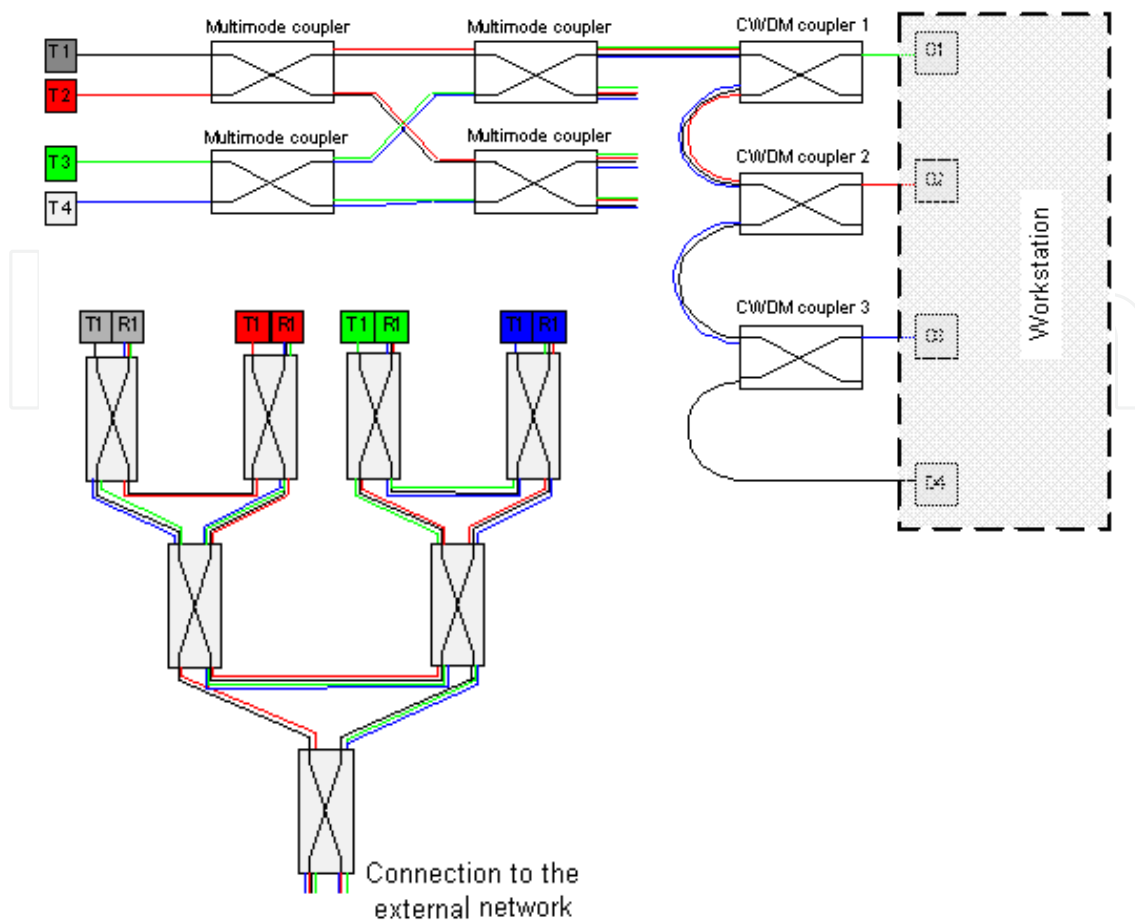 Multimode coupler
Multimode coupler
CWDM coupler 1
T1
T2
Multimode coupler
Multimode coupler
CWDM coupler 2
T3
T4
Workstation
CWDM coupler 3
T1 R1
T1 R1
T1 R1
T1 R1
Connection to the
external network